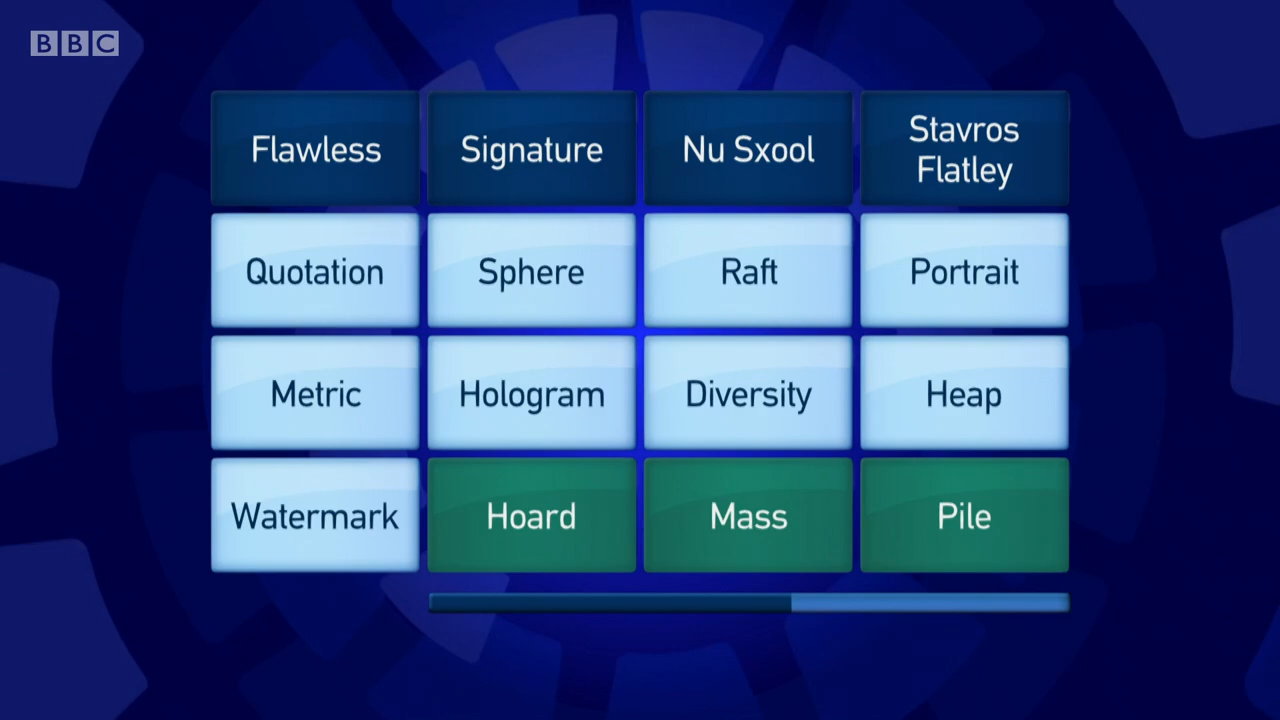 BBC
Flawless
Signature
Nu Sxool
Stavros
Flatley
Quotation
Sphere
Raft
Portrait
Metric
Hologram
Diversity
Heap
Watermark
Hoard
Mass
Pile